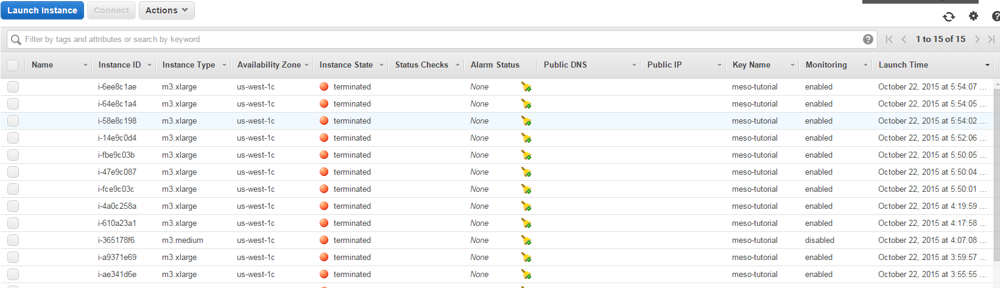 Launch Instance Connect Actions
Filter by tags and attributes or search by keyword 1 to 15 of 15
Name Instance ID Instance Type Availability Zone Instance State Status Checks Alarm Status Public DNS Public IP Key Name Monitoring Launch Time
i-6ee8c1ae m3.xlarge us-west-1c terminated None meso-tutorial enabled October 22, 2015 at 5:54:07 ...
i-64e8c1a4 m3.xlarge us-west-1c terminated None meso-tutorial enabled October 22, 2015 at 5:54:05 ...
i-58e8c198 m3.xlarge us-west-1c terminated None meso-tutorial enabled October 22, 2015 at 5:54:02 ...
i-14e9c0d4 m3.xlarge us-west-1c terminated None meso-tutorial enabled October 22, 2015 at 5:52:06 ...
i-fbe9c03b m3.xlarge us-west-1c terminated None meso-tutorial enabled October 22, 2015 at 5:50:05 ...
i-47e9c087 m3.xlarge us-west-1c terminated None meso-tutorial enabled October 22, 2015 at 5:50:04 ...
i-fce9c03c m3.xlarge us-west-1c terminated None meso-tutorial enabled October 22, 2015 at 5:50:01 ...
i-4a0c258a m3.xlarge us-west-1c terminated None meso-tutorial enabled October 22, 2015 at 4:19:59 ...
i-610a23a1 m3.xlarge us-west-1c terminated None meso-tutorial enabled October 22, 2015 at 4:17:58 ...
i-365178f6 m3.medium us-west-1c terminated None meso-tutorial disabled October 22, 2015 at 4:07:08 ...
i-a9371e69 m3.xlarge us-west-1c terminated None meso-tutorial enabled October 22, 2015 at 3:59:57 ...
i-ae341d6e m3.xlarge us-west-1c terminated None meso-tutorial enabled October 22, 2015 at 3:55:55 ...